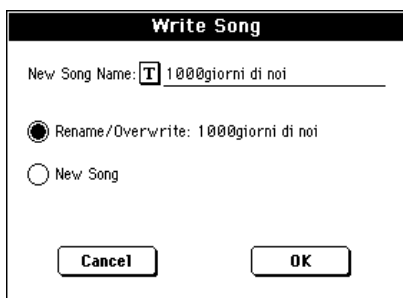 Write Song
New Song Name: T 1000giorni di noi
Rename/Overwrite: 1000giorni di noi
New Song
Cancel OK